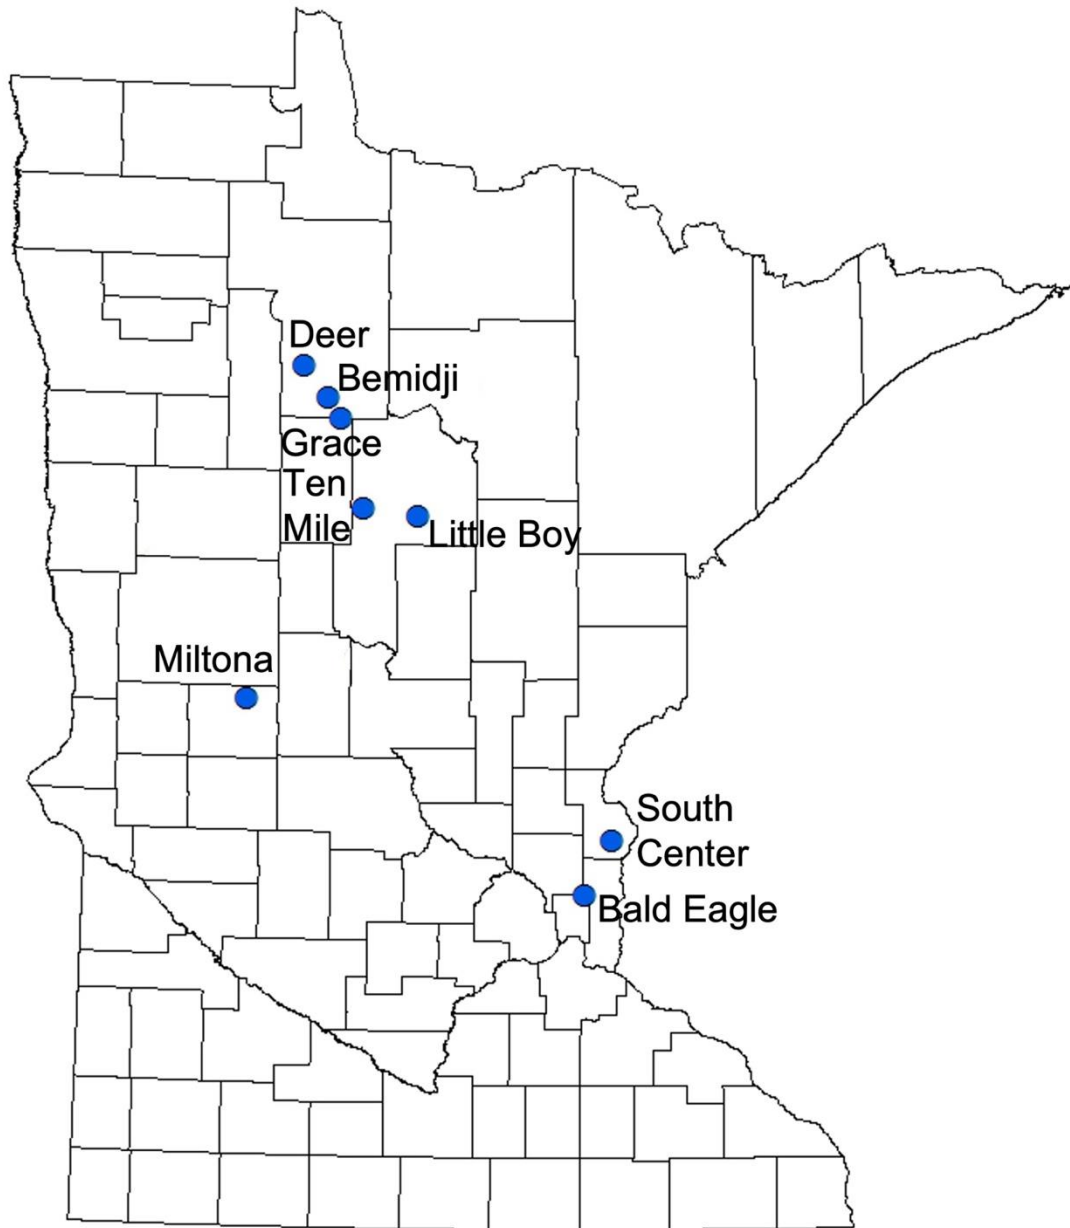 Deer
Bemidji
Grace
Ten
Mile
Little Boy
Miltona
South
Center
Bald Eagle